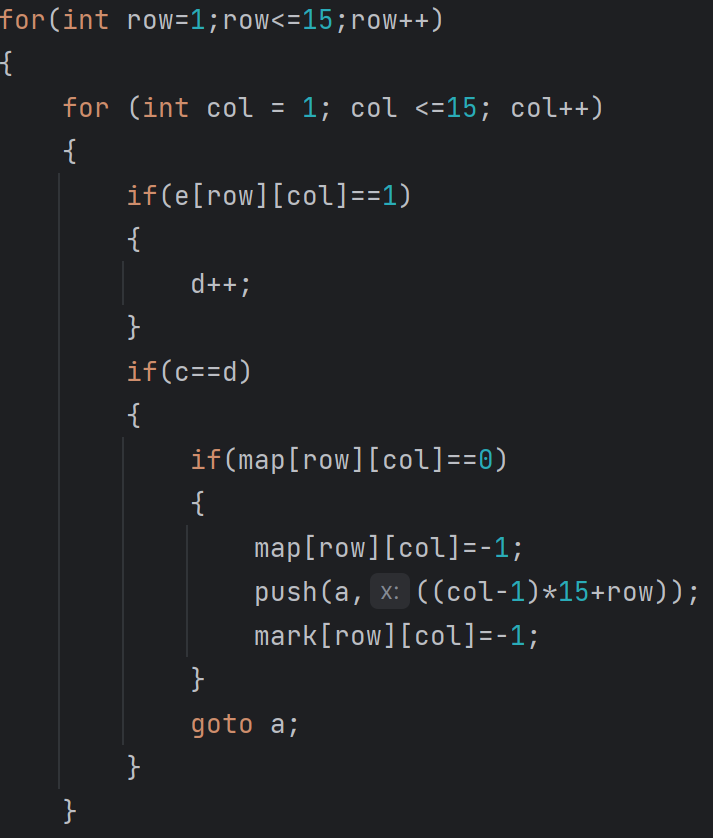 for(int row=1;row<=15;row++)
{
    for (int col = 1; col <=15; col++)
    {
        if(e[row][col]==1)
        {
            d++;
        }
        if(c==d)
        {
            if(map[row][col]==0)
            {
                map[row][col]=-1;
                push(a, x: ((col-1)*15+row));
                mark[row][col]=-1;
            }
            goto a;
        }
    }